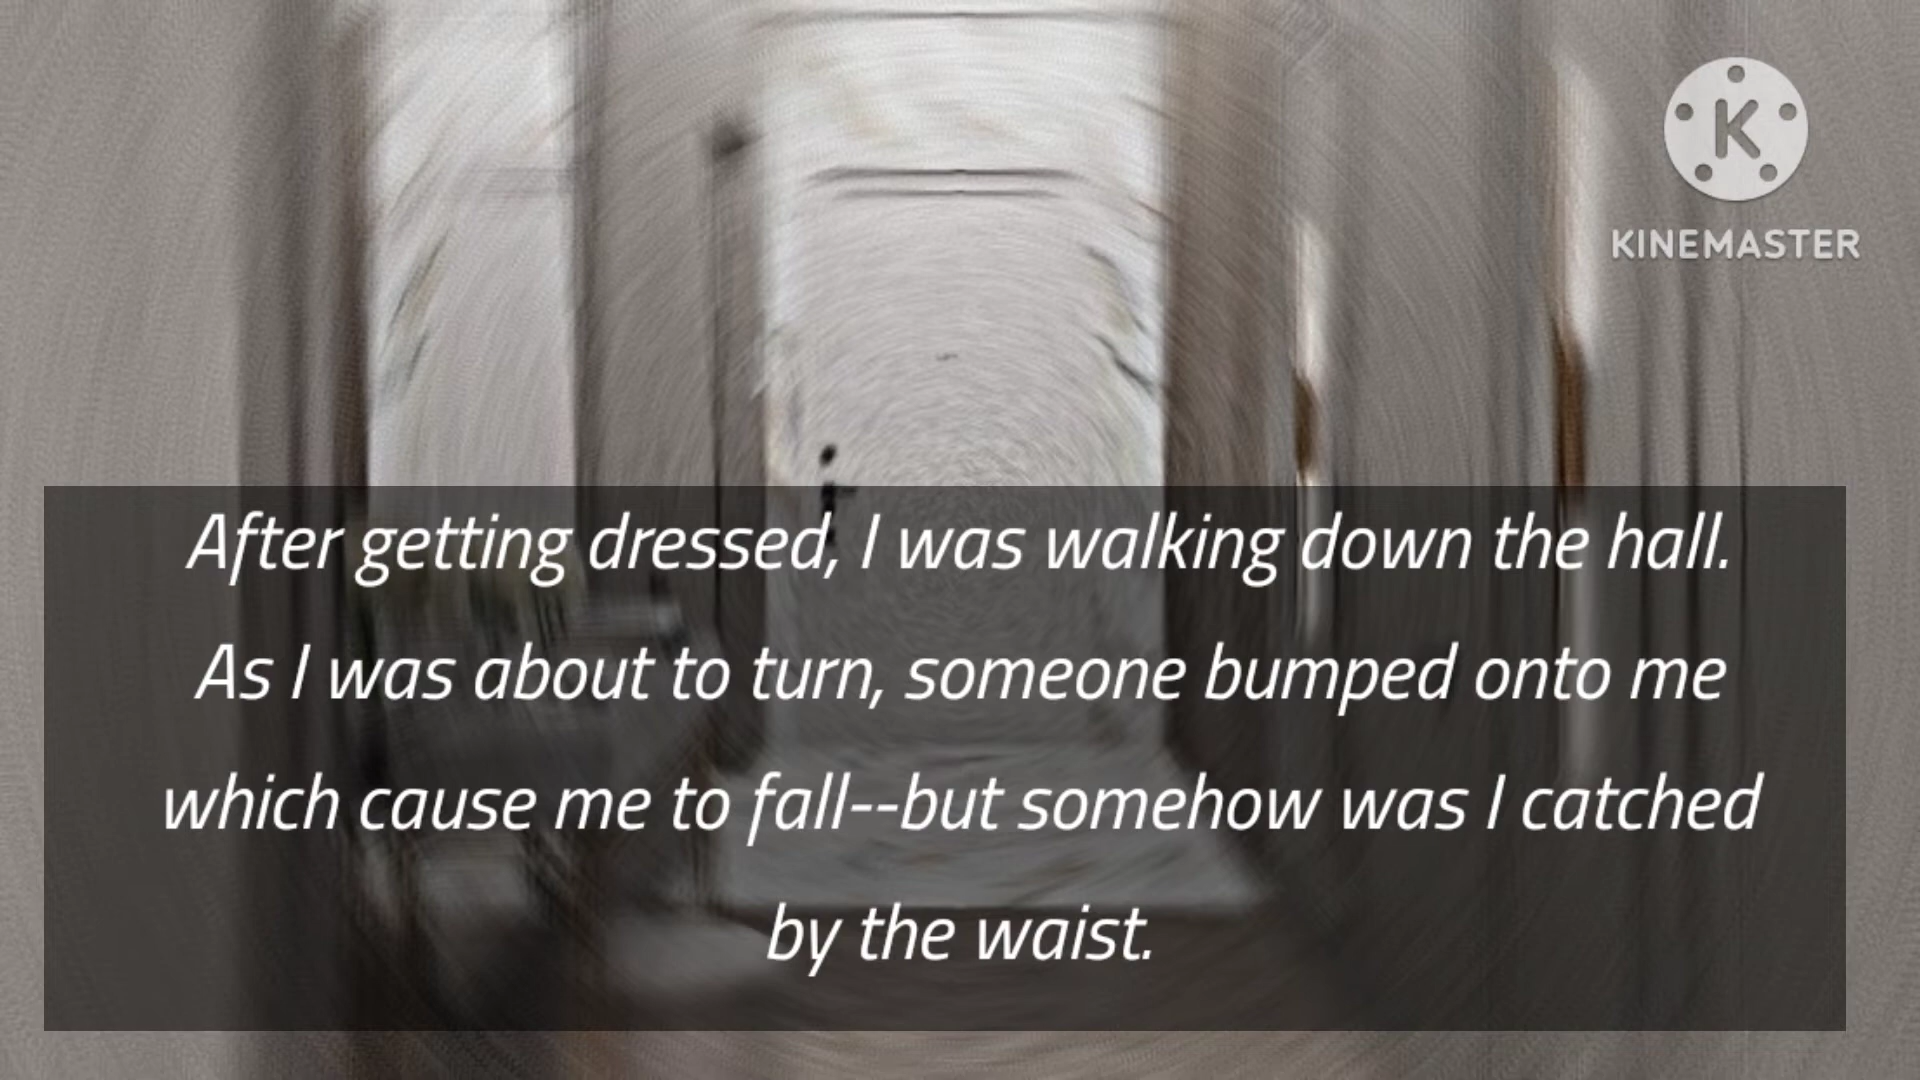 K
KINEMASTER
After getting dressed, I was walking down the hall.
As I was about to turn, someone bumped onto me
which cause me to fall--but somehow was I catched
by the waist.